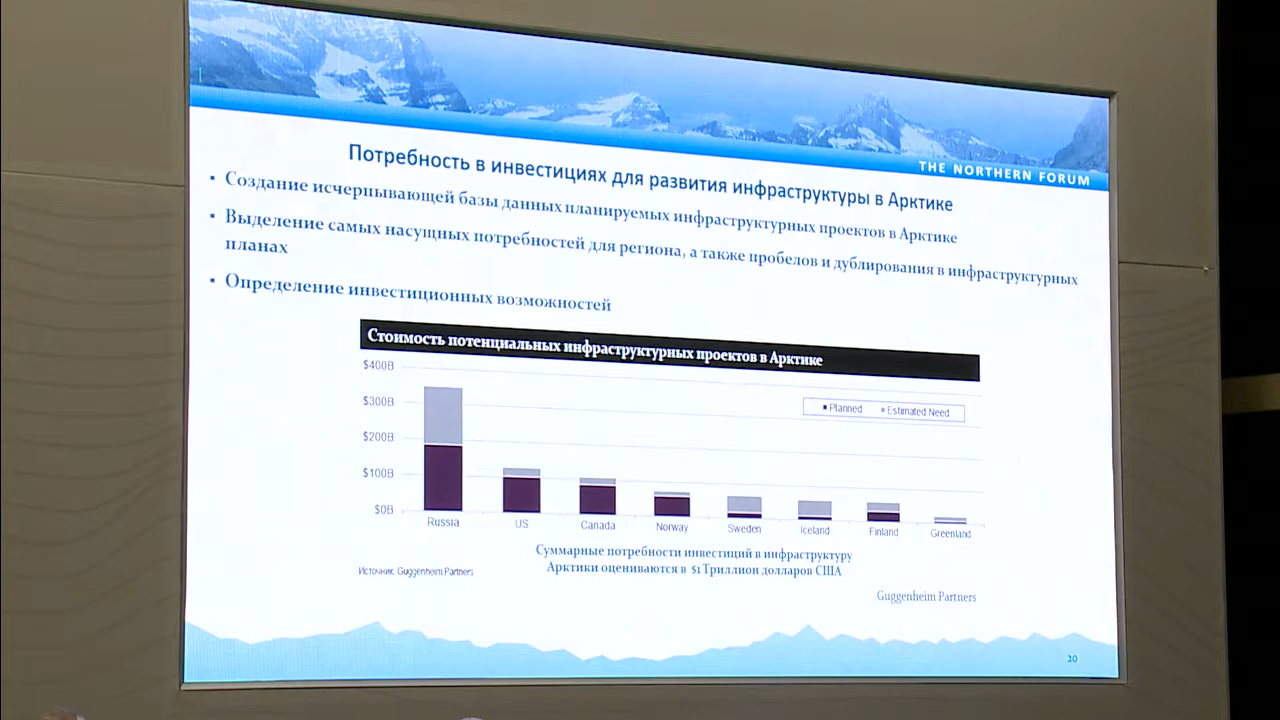 THE NORTHERN FORUM
Потребность в инвестициях для развития инфраструктуры в Арктике
▪ Создание исчерпывающей базы данных планируемых инфраструктурных проектов в Арктике
▪ Выделение самых насущных потребностей для региона, а также пробелов и дублирования в инфраструктурных
планах
▪ Определение инвестиционных возможностей
Стоимость потенциальных инфраструктурных проектов в Арктике
$400B
$300B
$200B
$100B
$0B
Planned
Estimated Need
Russia
US
Canada
Norway
Sweden
Iceland
Finland
Greenland
Суммарные потребности инвестиций в инфраструктуру
Арктики оцениваются в $1 Триллион долларов США
Источник: Guggenheim Partners
Guggenheim Partners
20